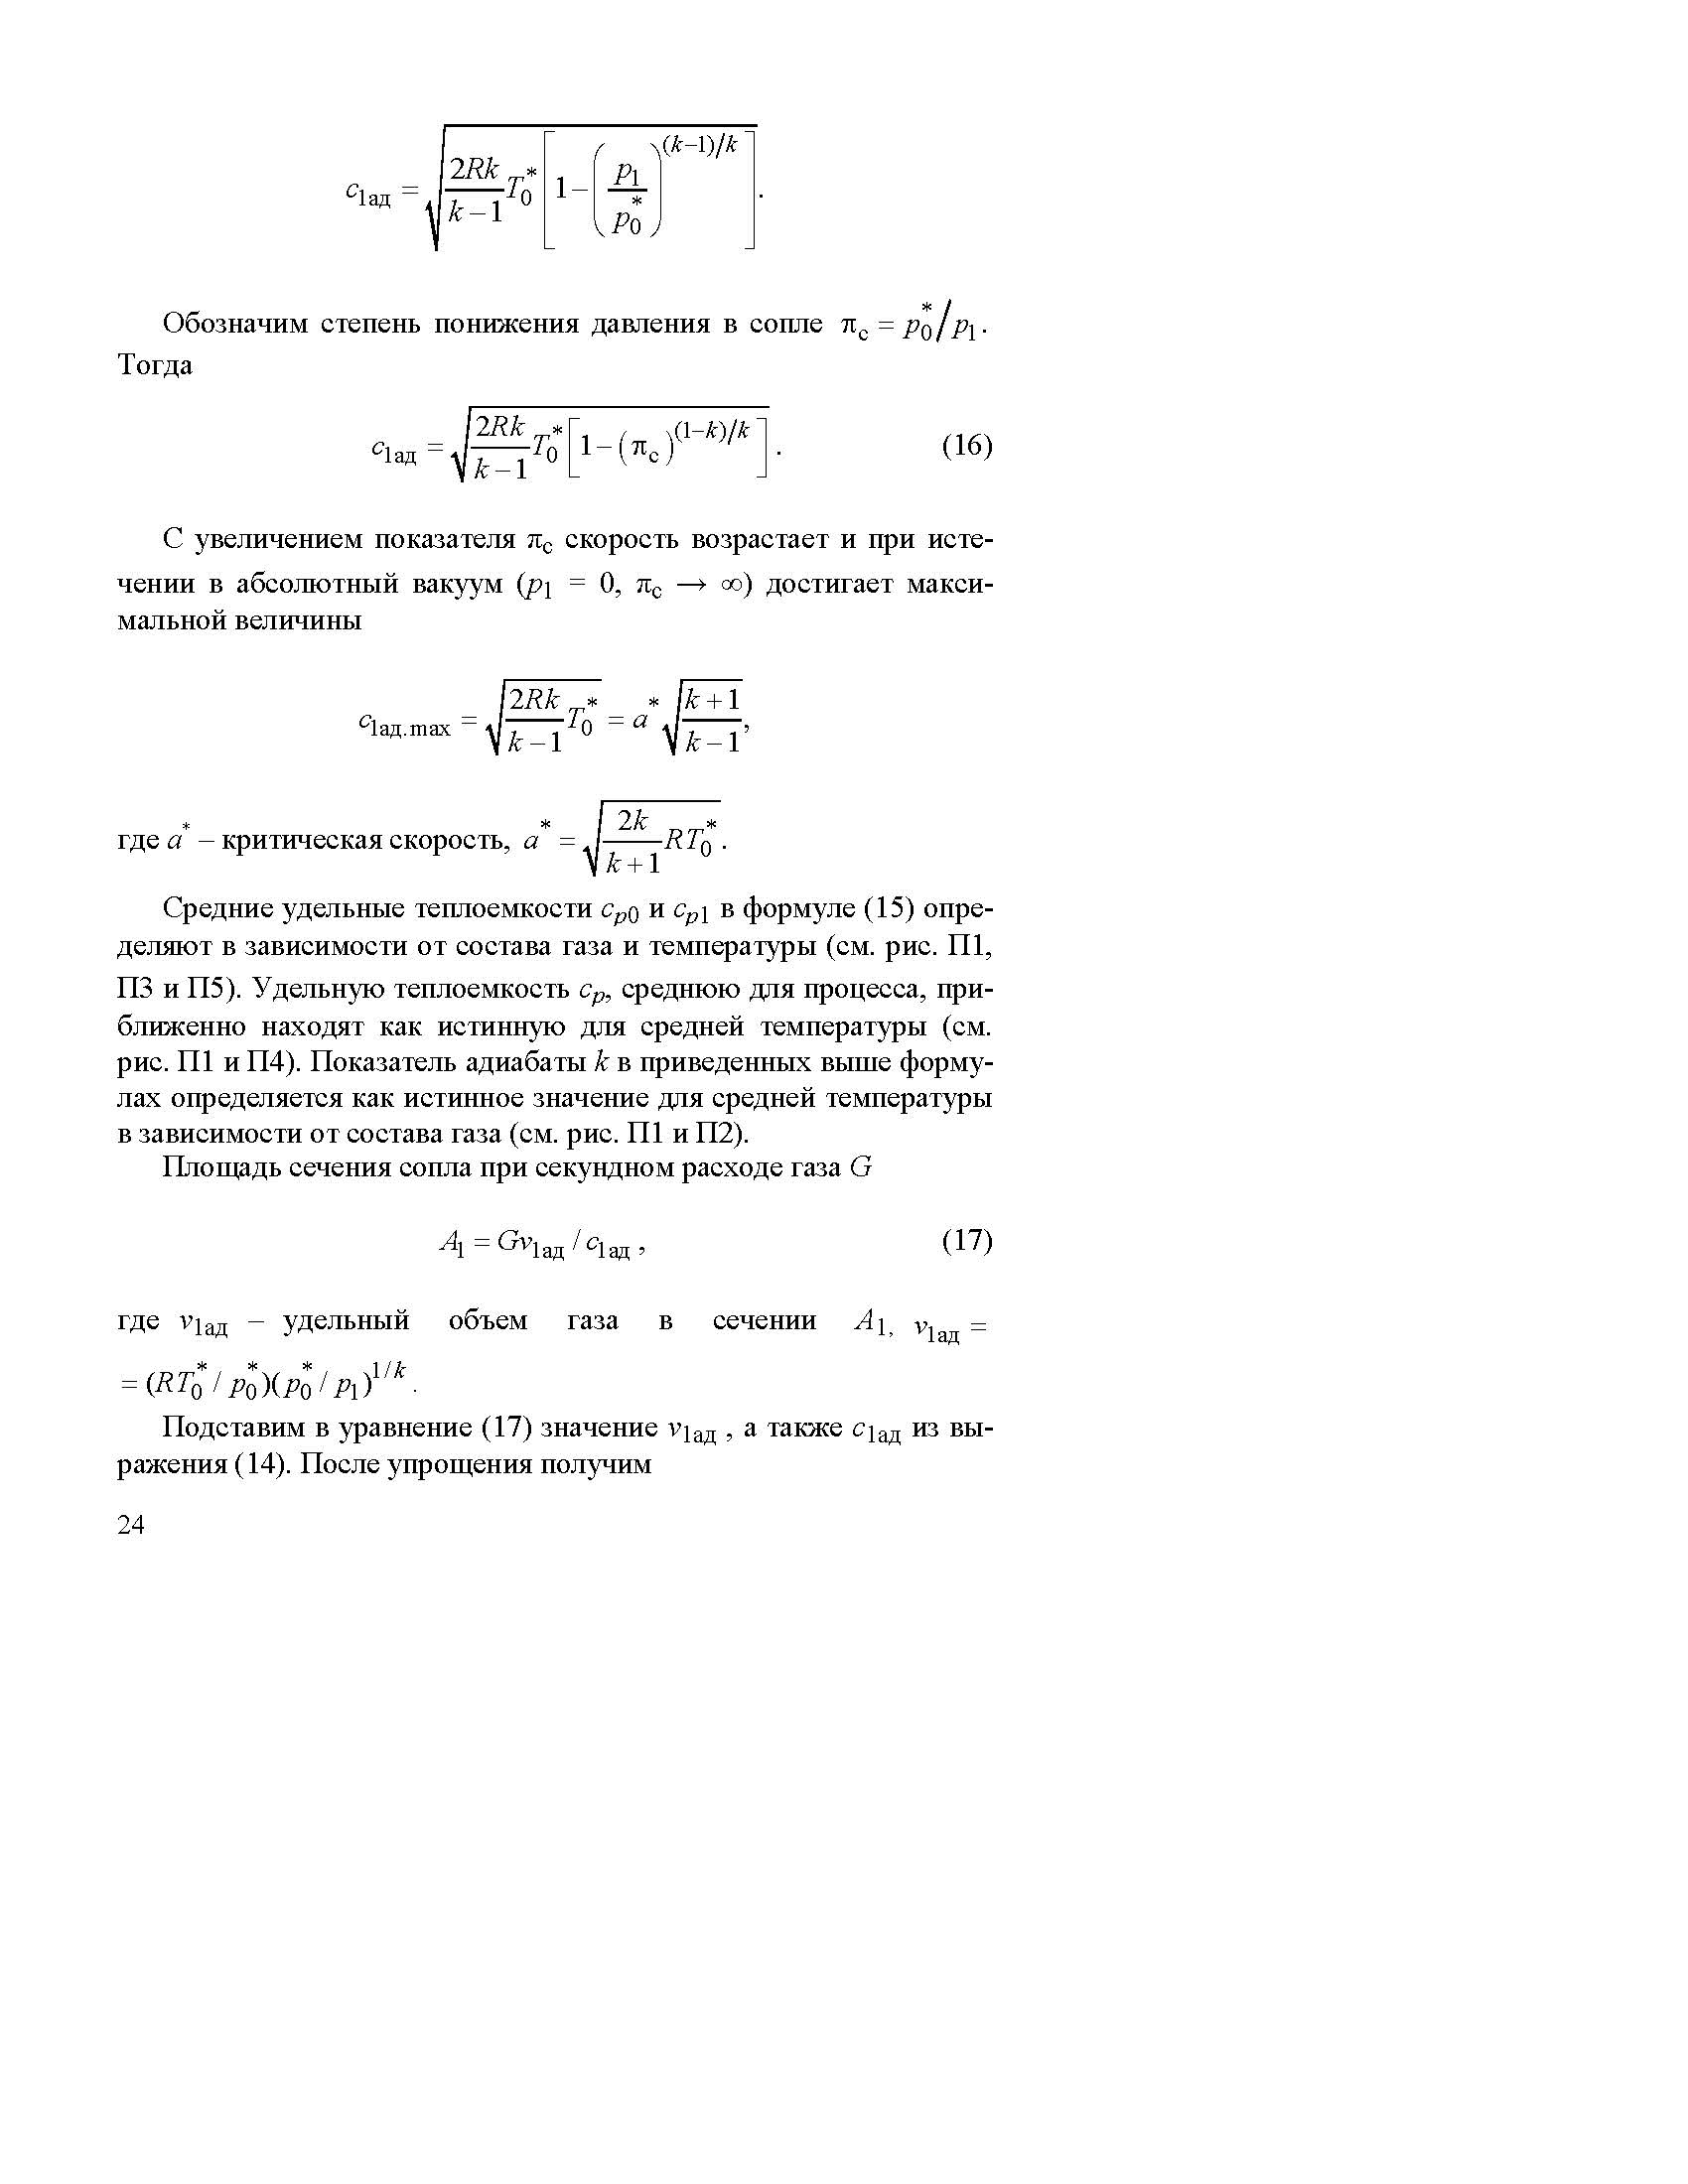 c₁ад = √( (2Rk/(k – 1)) T₀* [1 – (p₁/p₀*)^((k–1)/k)] ).
Обозначим степень понижения давления в сопле π_с = p₀*/p₁.
Тогда
c₁ад = √( (2Rk/(k – 1)) T₀* [1 – (π_с)^((1–k)/k)] ). (16)
С увеличением показателя π_с скорость возрастает и при исте-
чении в абсолютный вакуум (p₁ = 0, π_с → ∞) достигает макси-
мальной величины
c₁ад.max = √( (2Rk/(k – 1)) T₀* ) = a* √( (k + 1)/(k – 1) ),
где a* – критическая скорость, a* = √( (2k/(k + 1)) RT₀* ).
Средние удельные теплоемкости c_p0 и c_p1 в формуле (15) опре-
деляют в зависимости от состава газа и температуры (см. рис. П1,
П3 и П5). Удельную теплоемкость c_p, среднюю для процесса, при-
ближенно находят как истинную для средней температуры (см.
рис. П1 и П4). Показатель адиабаты k в приведенных выше форму-
лах определяется как истинное значение для средней температуры
в зависимости от состава газа (см. рис. П1 и П2).
Площадь сечения сопла при секундном расходе газа G
A₁ = Gv₁ад / c₁ад , (17)
где v₁ад – удельный объем газа в сечении A₁, v₁ад =
= (RT₀* / p₀*)(p₀* / p₁)^(1/k) .
Подставим в уравнение (17) значение v₁ад , а также c₁ад из вы-
ражения (14). После упрощения получим
24